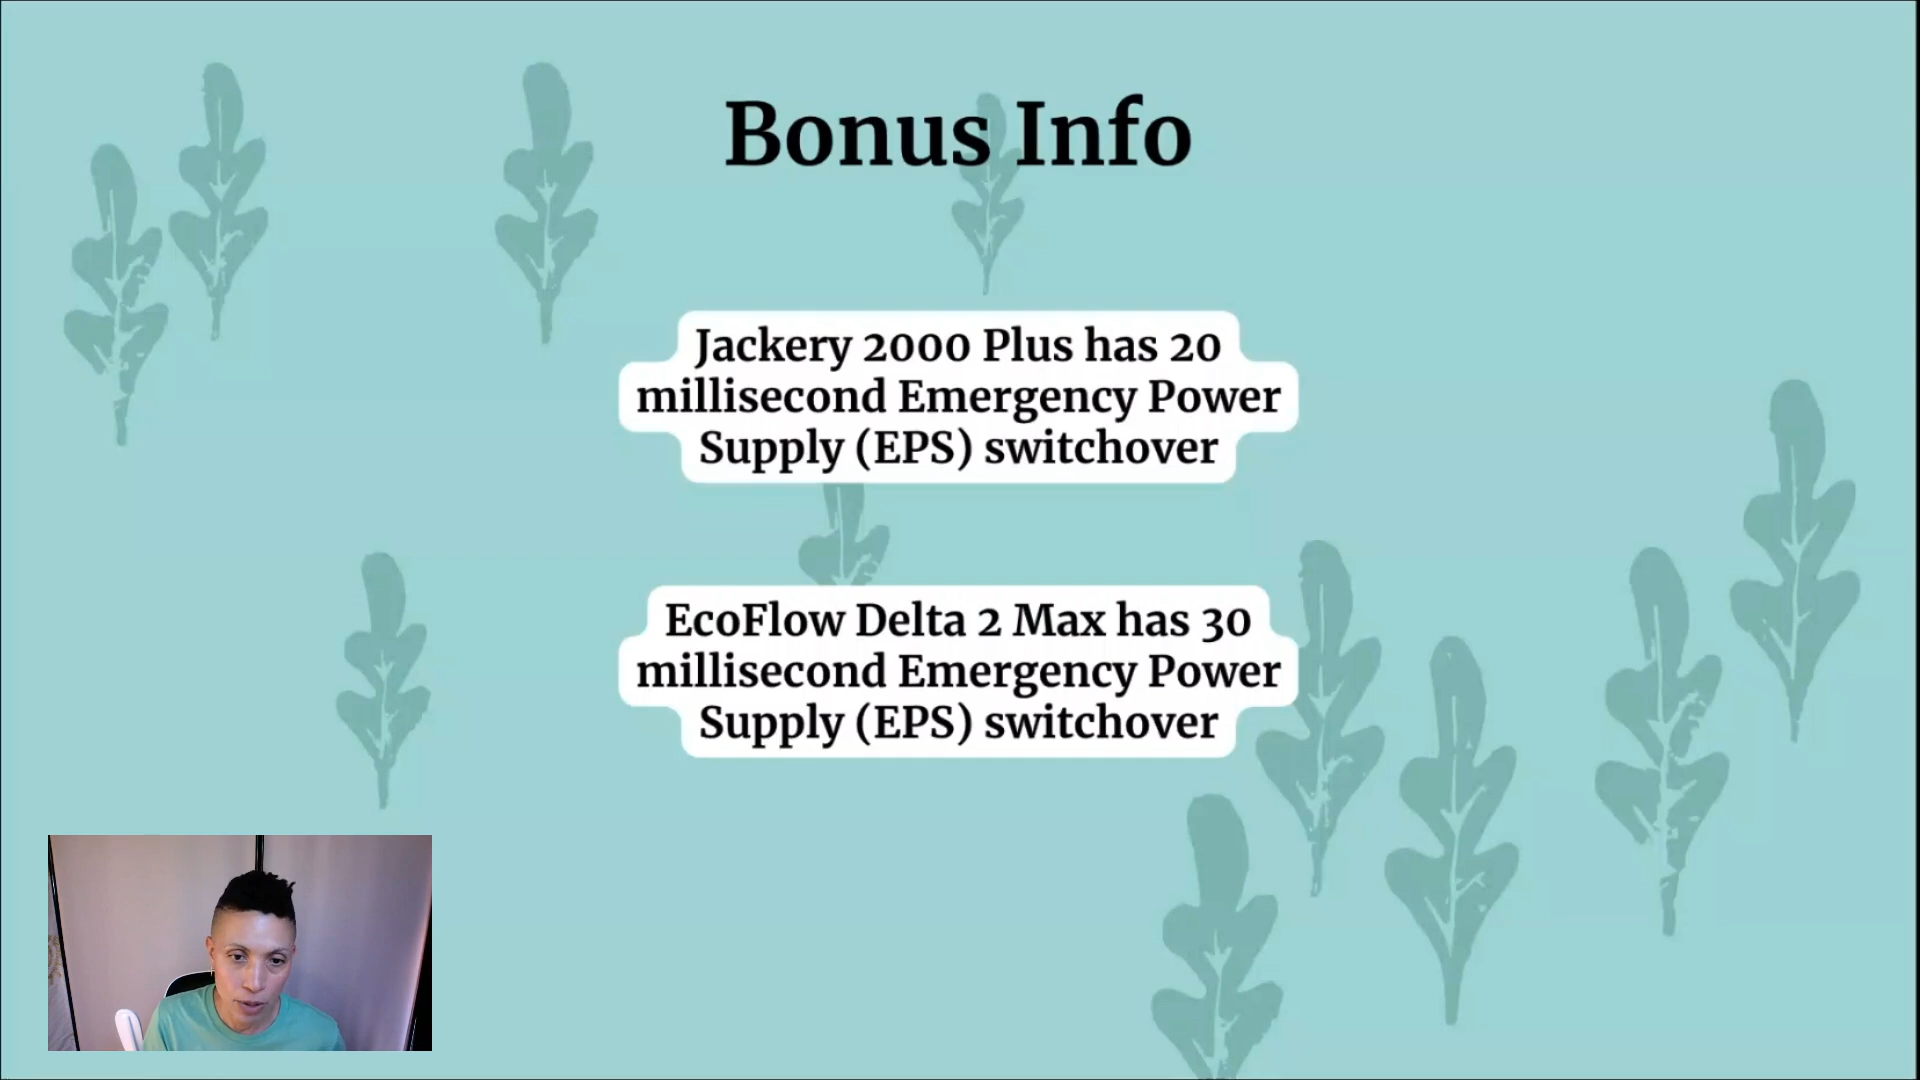 Bonus Info
Jackery 2000 Plus has 20
millisecond Emergency Power
Supply (EPS) switchover
EcoFlow Delta 2 Max has 30
millisecond Emergency Power
Supply (EPS) switchover